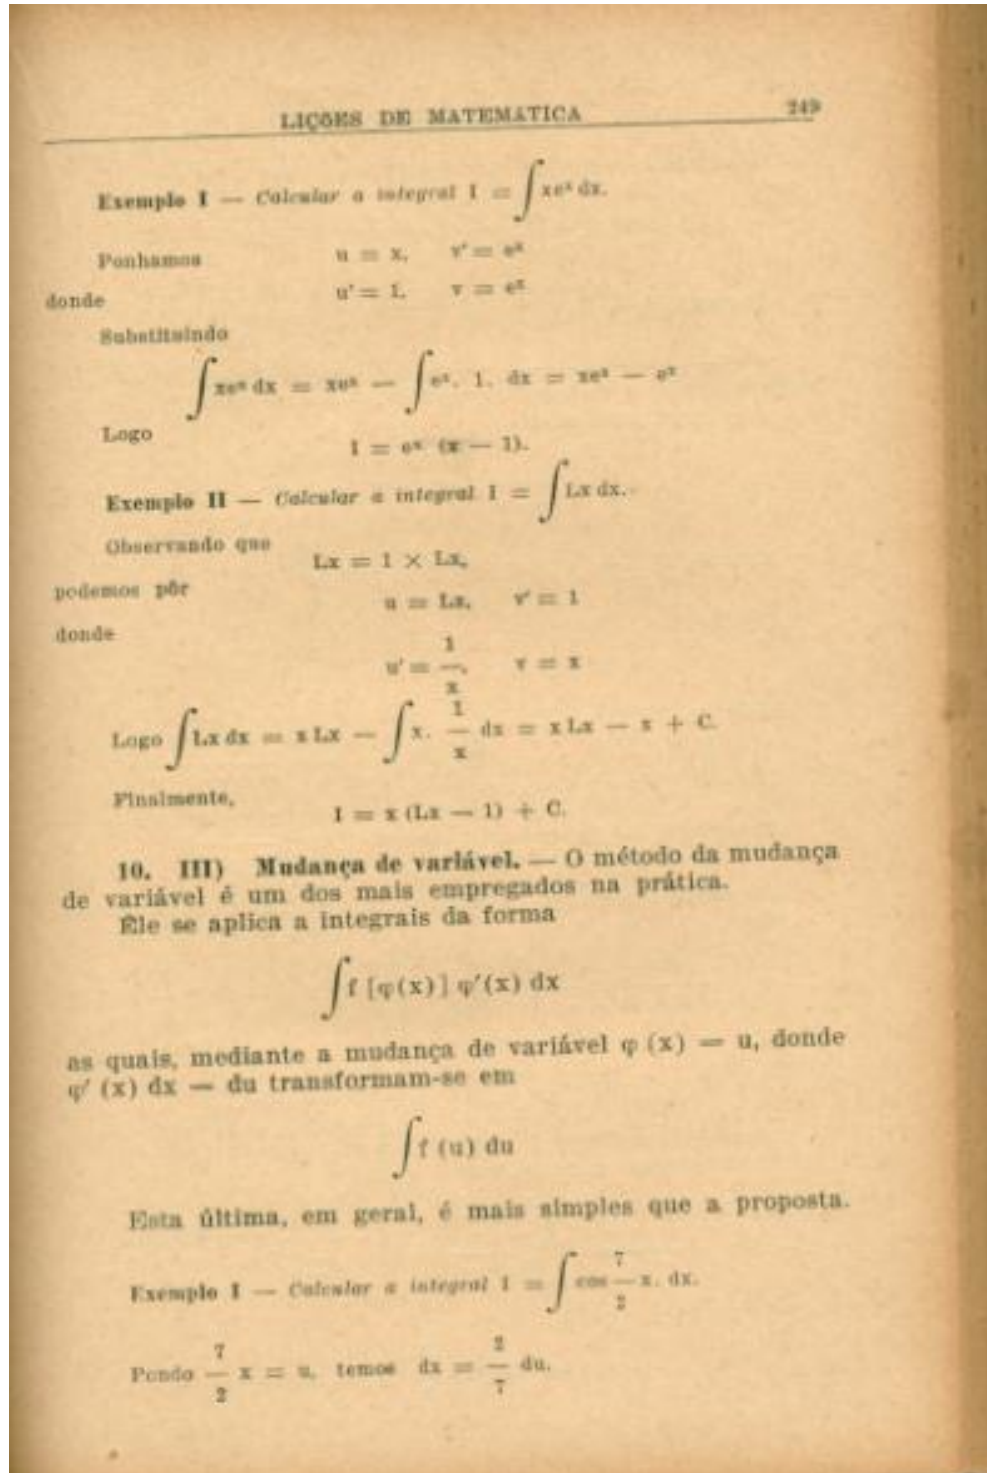 LIÇÕES DE MATEMÁTICA 249
Exemplo I — Calcular a integral I = ∫xeˣ dx.
Ponhamos u = x, v' = eˣ
donde u' = 1, v = eˣ
Substituindo
∫xeˣ dx = xeˣ — ∫eˣ. 1. dx = xeˣ — eˣ
Logo
I = eˣ (x — 1).
Exemplo II — Calcular a integral I = ∫Lx dx.
Observando que
Lx = 1 × Lx,
podemos pôr
u = Lx, v' = 1
donde
u' = 1/x, v = x
Logo ∫Lx dx = x Lx — ∫x. 1/x dx = x Lx — x + C.
Finalmente,
I = x (Lx — 1) + C.
10. III) Mudança de variável. — O método da mudança
de variável é um dos mais empregados na prática.
Êle se aplica a integrais da forma
∫f [φ(x)] φ'(x) dx
as quais, mediante a mudança de variável φ (x) = u, donde
φ' (x) dx = du transformam-se em
∫f (u) du
Esta última, em geral, é mais simples que a proposta.
Exemplo I — Calcular a integral I = ∫cos 7/2 x. dx.
Pondo 7/2 x = u, temos dx = 2/7 du.